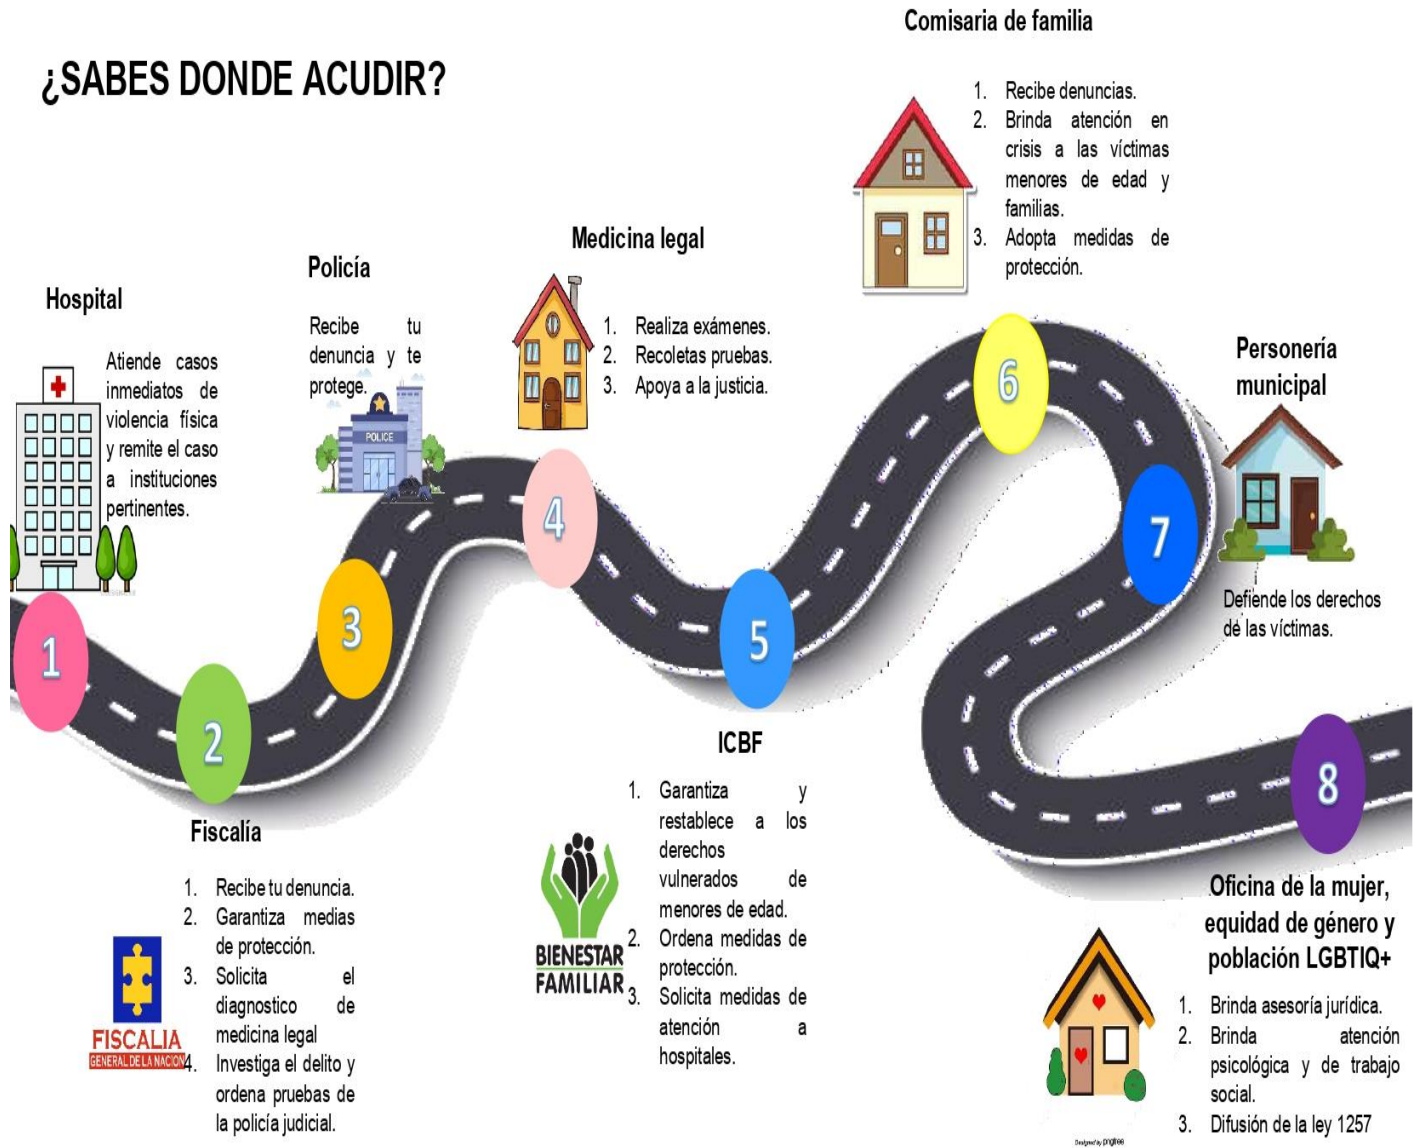 ¿SABES DONDE ACUDIR?
Hospital
Atiende casos
inmediatos de
violencia física
y remite el caso
a instituciones
pertinentes.
1
2
Fiscalía
1. Recibe tu denuncia.
2. Garantiza medias
de protección.
3. Solicita el
diagnostico de
medicina legal
4. Investiga el delito y
ordena pruebas de
la policía judicial.
FISCALIA
GENERAL DE LA NACION
Policía
Recibe tu
denuncia y te
protege.
POLICE
3
Medicina legal
1. Realiza exámenes.
2. Recoletas pruebas.
3. Apoya a la justicia.
4
5
ICBF
1. Garantiza y
restablece a los
derechos
vulnerados de
menores de edad.
2. Ordena medidas de
protección.
3. Solicita medidas de
atención a
hospitales.
BIENESTAR
FAMILIAR
Comisaria de familia
1. Recibe denuncias.
2. Brinda atención en
crisis a las víctimas
menores de edad y
familias.
3. Adopta medidas de
protección.
6
Personería
municipal
7
Defiende los derechos
de las víctimas.
8
Oficina de la mujer,
equidad de género y
población LGBTIQ+
1. Brinda asesoría jurídica.
2. Brinda atención
psicológica y de trabajo
social.
3. Difusión de la ley 1257
Designed by pngtree